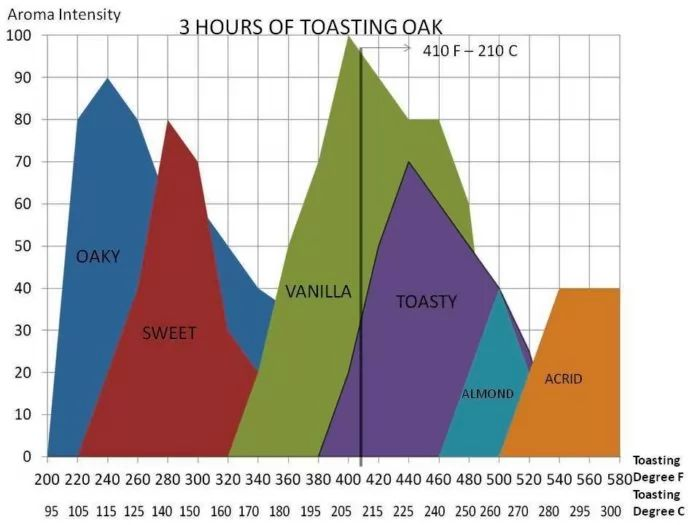 Aroma Intensity
3 HOURS OF TOASTING OAK
410 F – 210 C
100
90
80
70
60
50
40
30
20
10
0
OAKY
SWEET
VANILLA
TOASTY
ALMOND
ACRID
200 220 240 260 280 300 320 340 360 380 400 420 440 460 480 500 520 540 560 580
Toasting
Degree F
Toasting
95 105 115 125 140 150 160 170 180 195 205 215 225 240 250 260 270 280 295 300
Degree C